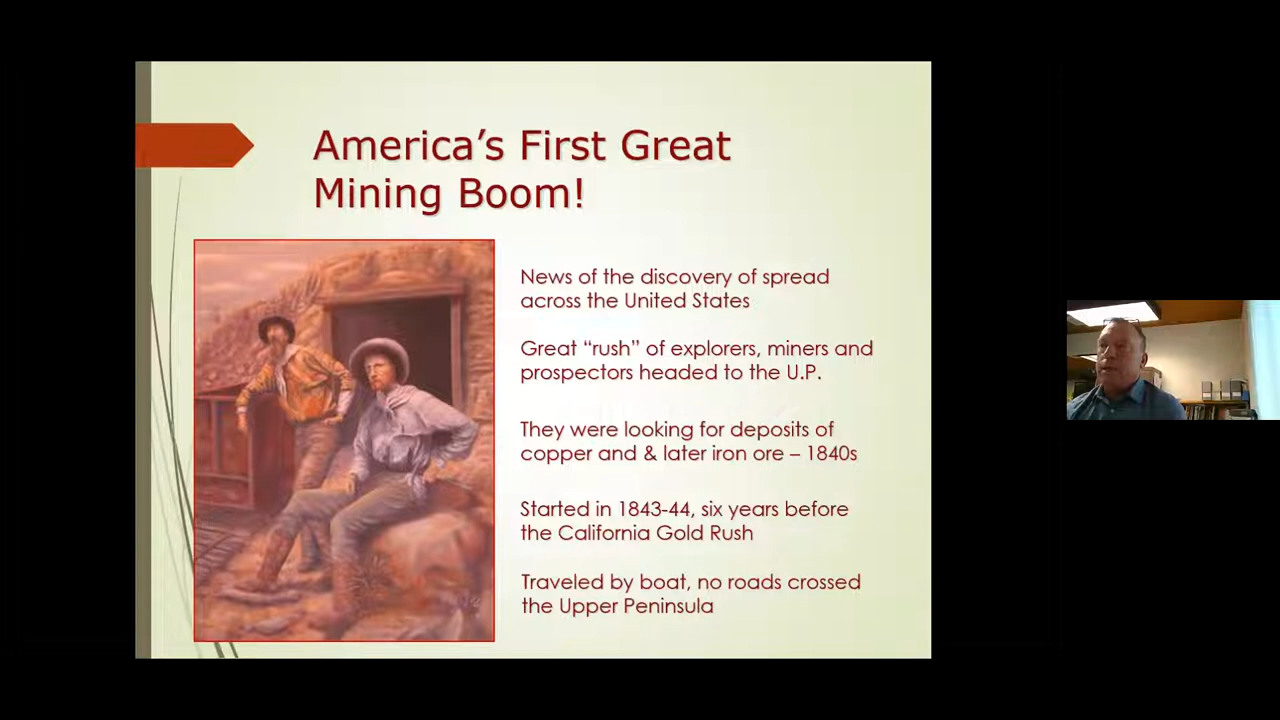 America's First Great
Mining Boom!
News of the discovery of spread
across the United States
Great “rush” of explorers, miners and
prospectors headed to the U.P.
They were looking for deposits of
copper and & later iron ore – 1840s
Started in 1843-44, six years before
the California Gold Rush
Traveled by boat, no roads crossed
the Upper Peninsula